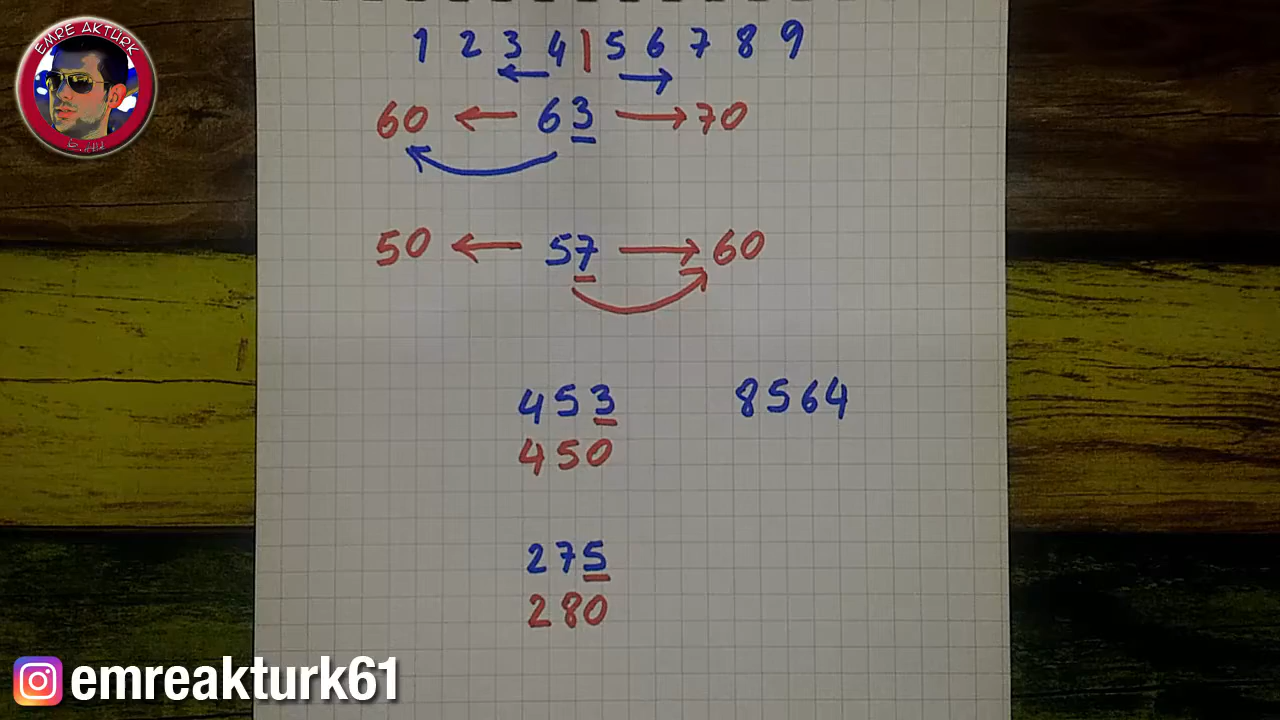 EMRE AKTÜRK
1 2 3 4 | 5 6 7 8 9
60 ← 63 → 70
50 ← 57 → 60
453 8564
450
275
280
emreakturk61